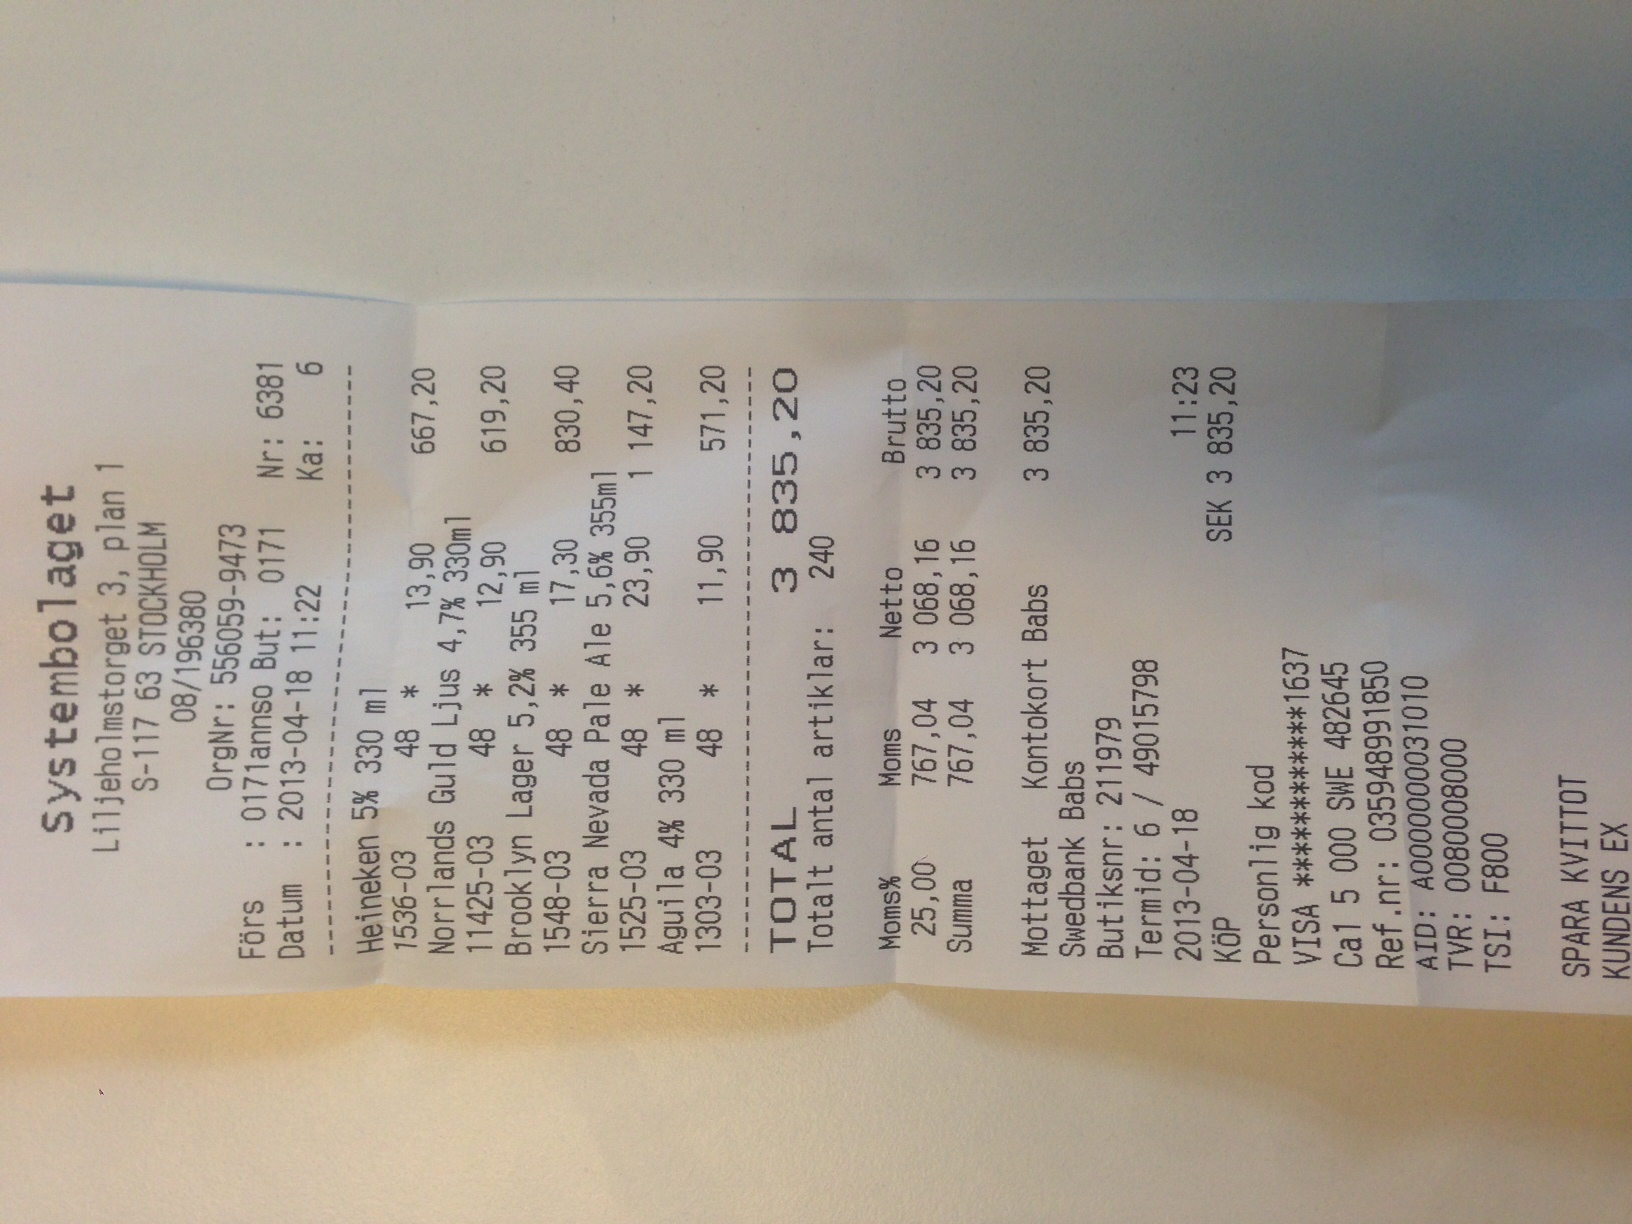 Systembolaget
Liljeholmstorget 3, plan 1
S-117 63 STOCKHOLM
08/196380
OrgNr: 556059-9473
Förs : 0171annso But: 0171 Nr: 6381
Datum : 2013-04-18 11:22 Ka: 6
Heineken 5% 330 ml
1536-03 48 * 13,90 667,20
Norrlands Guld Ljus 4,7% 330ml
11425-03 48 * 12,90 619,20
Brooklyn Lager 5,2% 355 ml
1548-03 48 * 17,30 830,40
Sierra Nevada Pale Ale 5,6% 355ml
1525-03 48 * 23,90 1 147,20
Aguila 4% 330 ml
1303-03 48 * 11,90 571,20
TOTAL 3 835,20
Totalt antal artiklar: 240
Moms% Moms Netto Brutto
25,00 767,04 3 068,16 3 835,20
Summa 767,04 3 068,16 3 835,20
Mottaget Kontokort Babs 3 835,20
Swedbank Babs
Butiksnr: 211979
Termid: 6 / 49015798
2013-04-18 11:23
KÖP SEK 3 835,20
Personlig kod
VISA ************1637
Ca1 5 000 SWE 482645
Ref.nr: 035948991850
AID: A0000000031010
TVR: 0080008000
TSI: F800
SPARA KVITTOT
KUNDENS EX